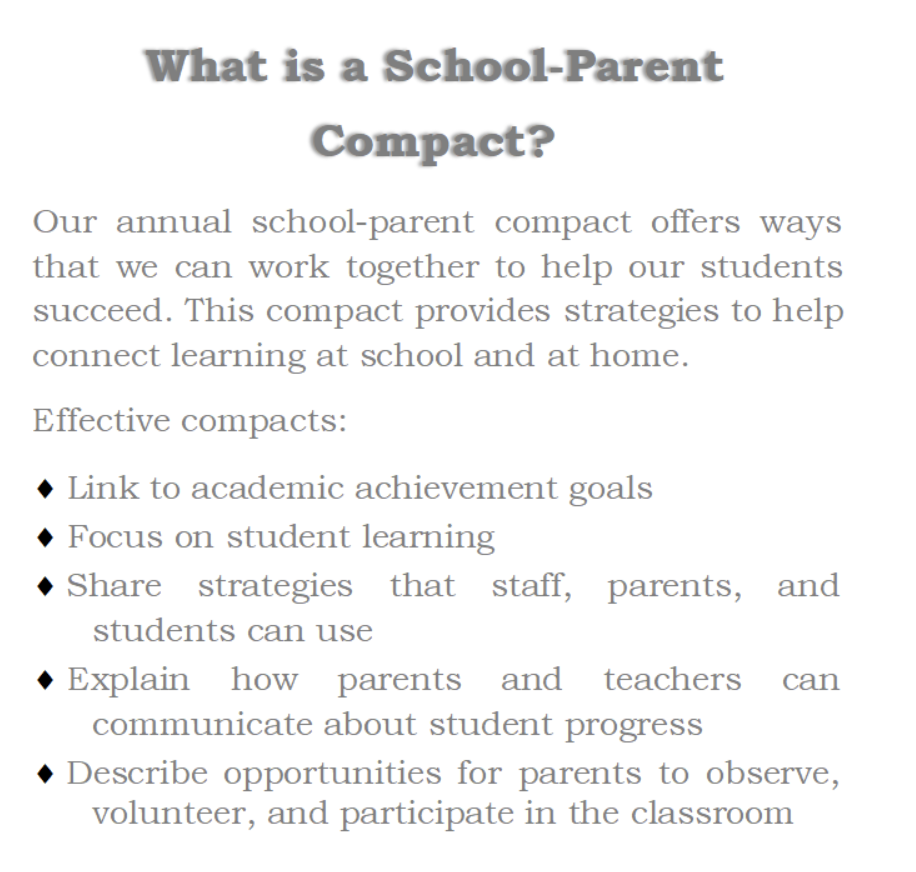 What is a School-Parent
Compact?
Our annual school-parent compact offers ways
that we can work together to help our students
succeed. This compact provides strategies to help
connect learning at school and at home.
Effective compacts:
♦ Link to academic achievement goals
♦ Focus on student learning
♦ Share strategies that staff, parents, and
students can use
♦ Explain how parents and teachers can
communicate about student progress
♦ Describe opportunities for parents to observe,
volunteer, and participate in the classroom